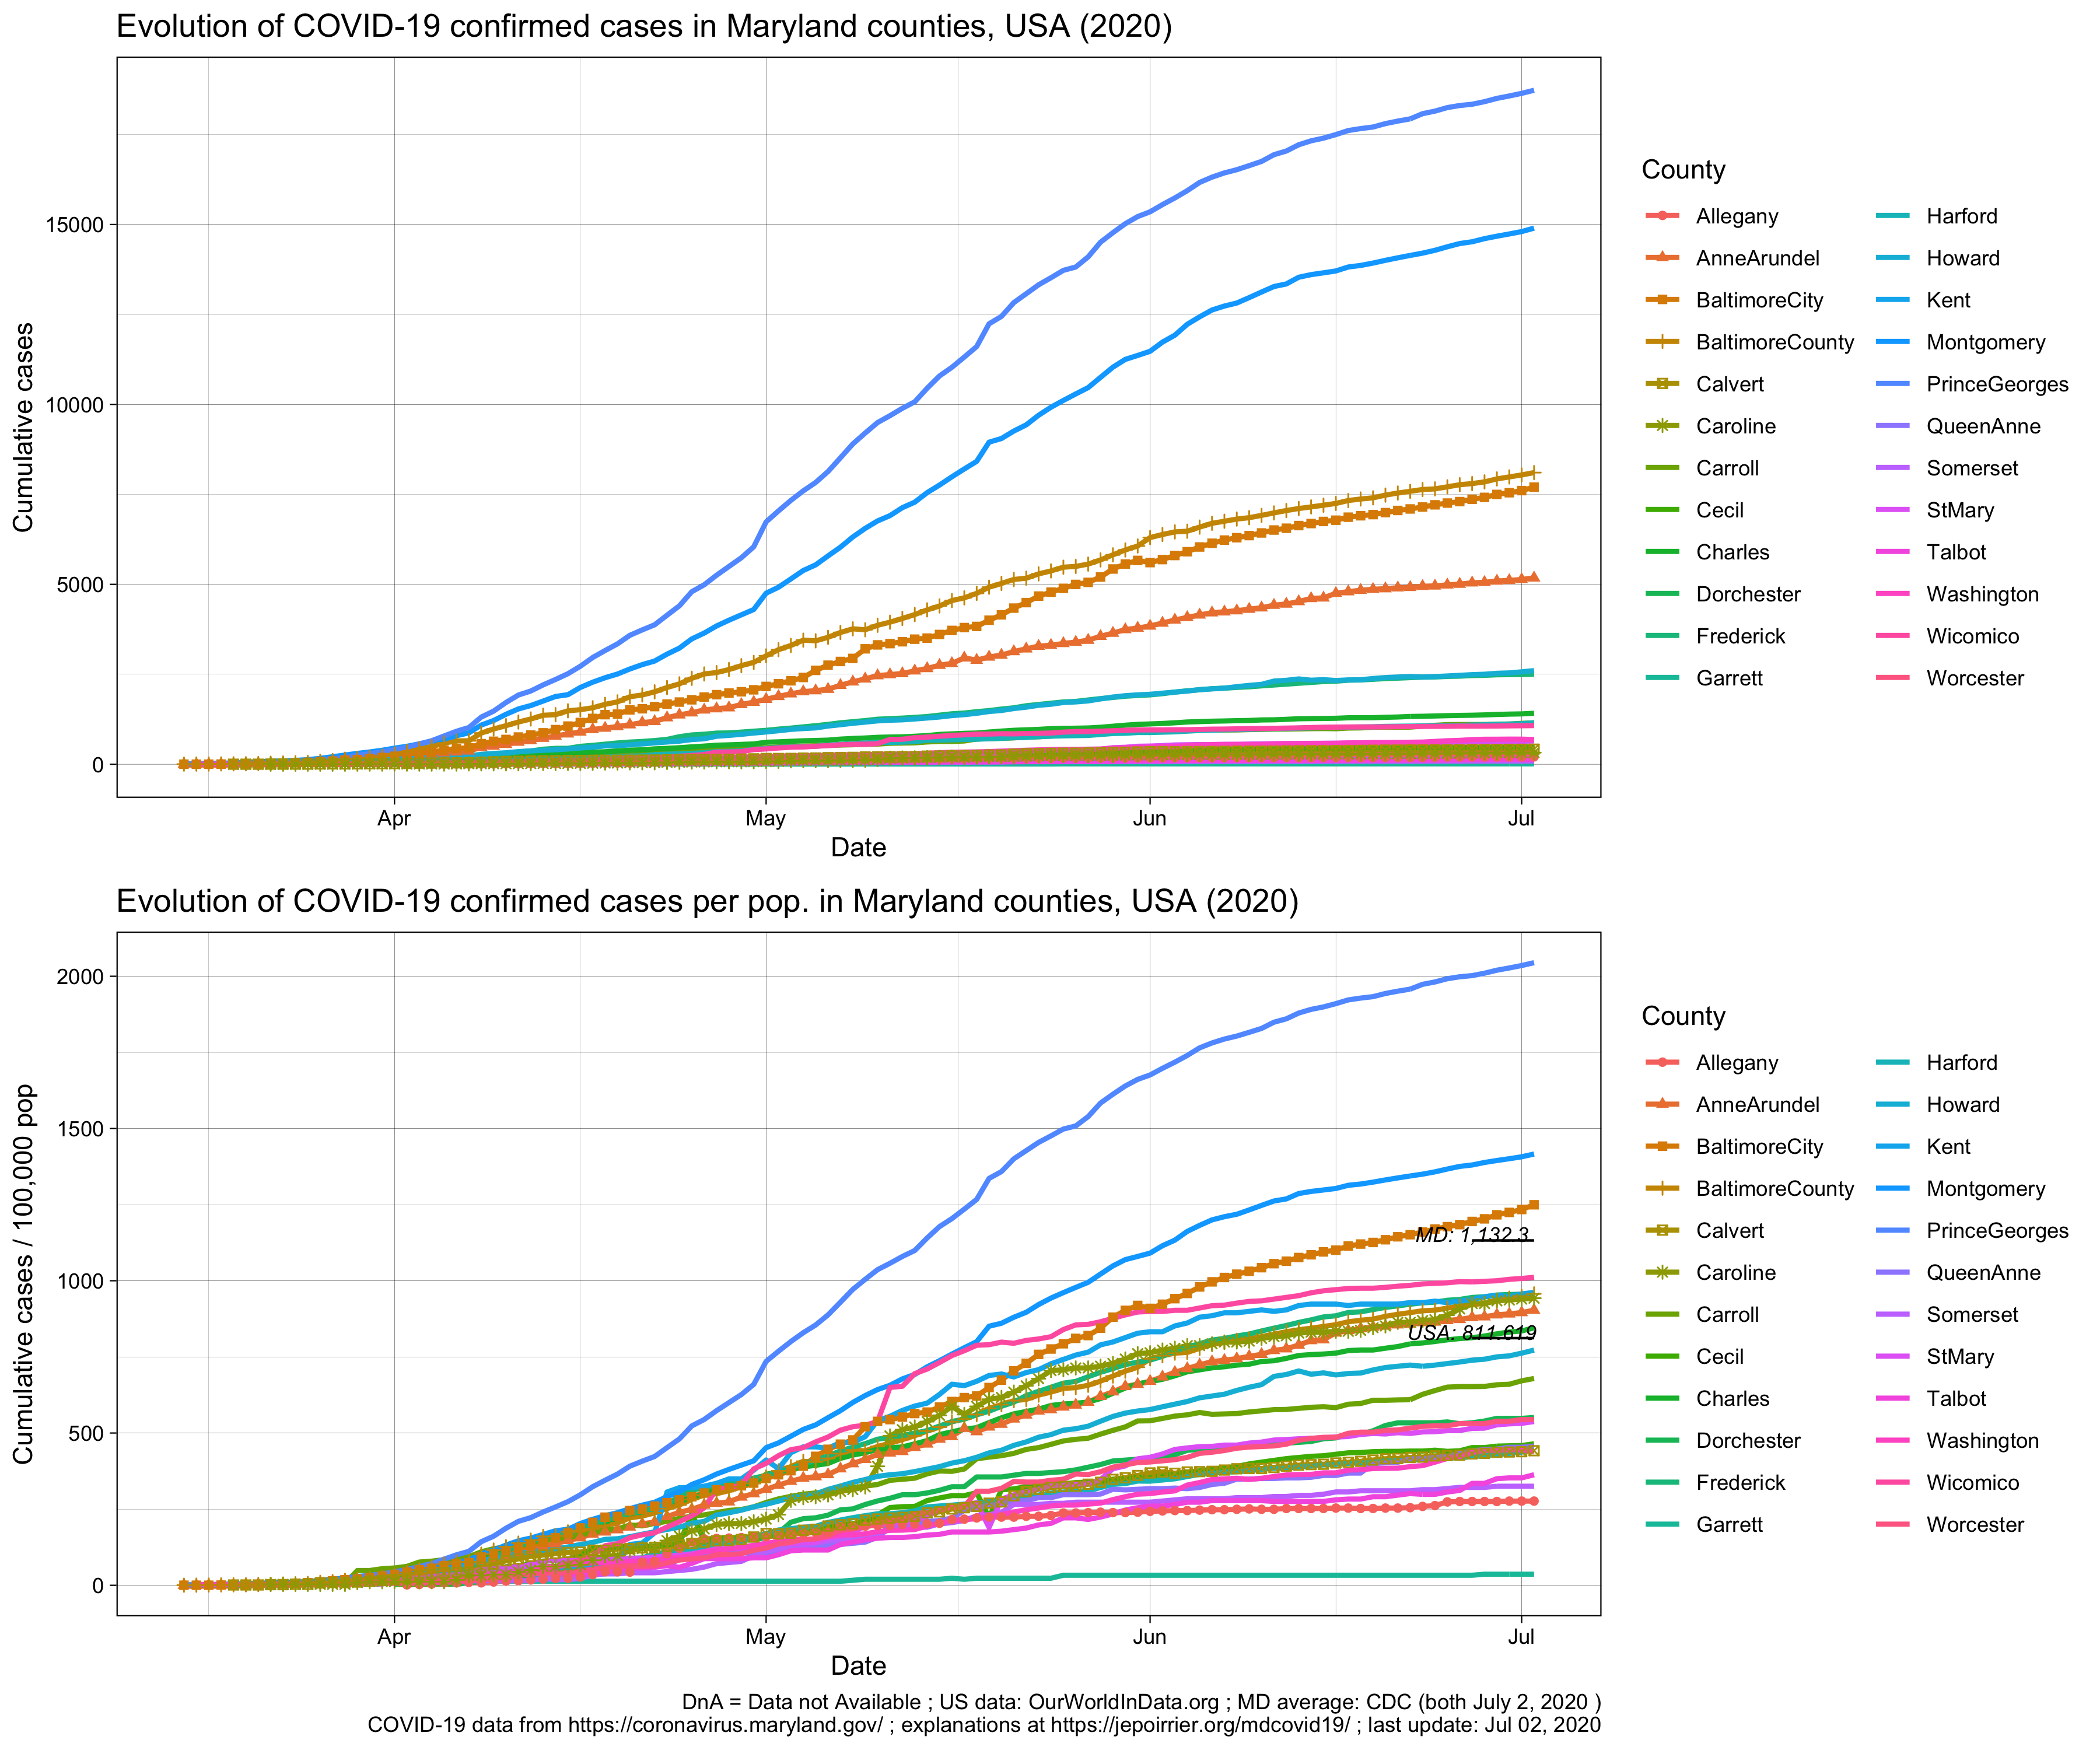 Evolution of COVID-19 confirmed cases in Maryland counties, USA (2020)
Cumulative cases
15000
10000
5000
0
Apr May Jun Jul
Date
County
Allegany Harford
AnneArundel Howard
BaltimoreCity Kent
BaltimoreCounty Montgomery
Calvert PrinceGeorges
Caroline QueenAnne
Carroll Somerset
Cecil StMary
Charles Talbot
Dorchester Washington
Frederick Wicomico
Garrett Worcester
Evolution of COVID-19 confirmed cases per pop. in Maryland counties, USA (2020)
Cumulative cases / 100,000 pop
2000
1500
1000
500
0
MD: 1,132.3
USA: 811.619
Apr May Jun Jul
Date
County
Allegany Harford
AnneArundel Howard
BaltimoreCity Kent
BaltimoreCounty Montgomery
Calvert PrinceGeorges
Caroline QueenAnne
Carroll Somerset
Cecil StMary
Charles Talbot
Dorchester Washington
Frederick Wicomico
Garrett Worcester
DnA = Data not Available ; US data: OurWorldInData.org ; MD average: CDC (both July 2, 2020 )
COVID-19 data from https://coronavirus.maryland.gov/ ; explanations at https://jepoirrier.org/mdcovid19/ ; last update: Jul 02, 2020